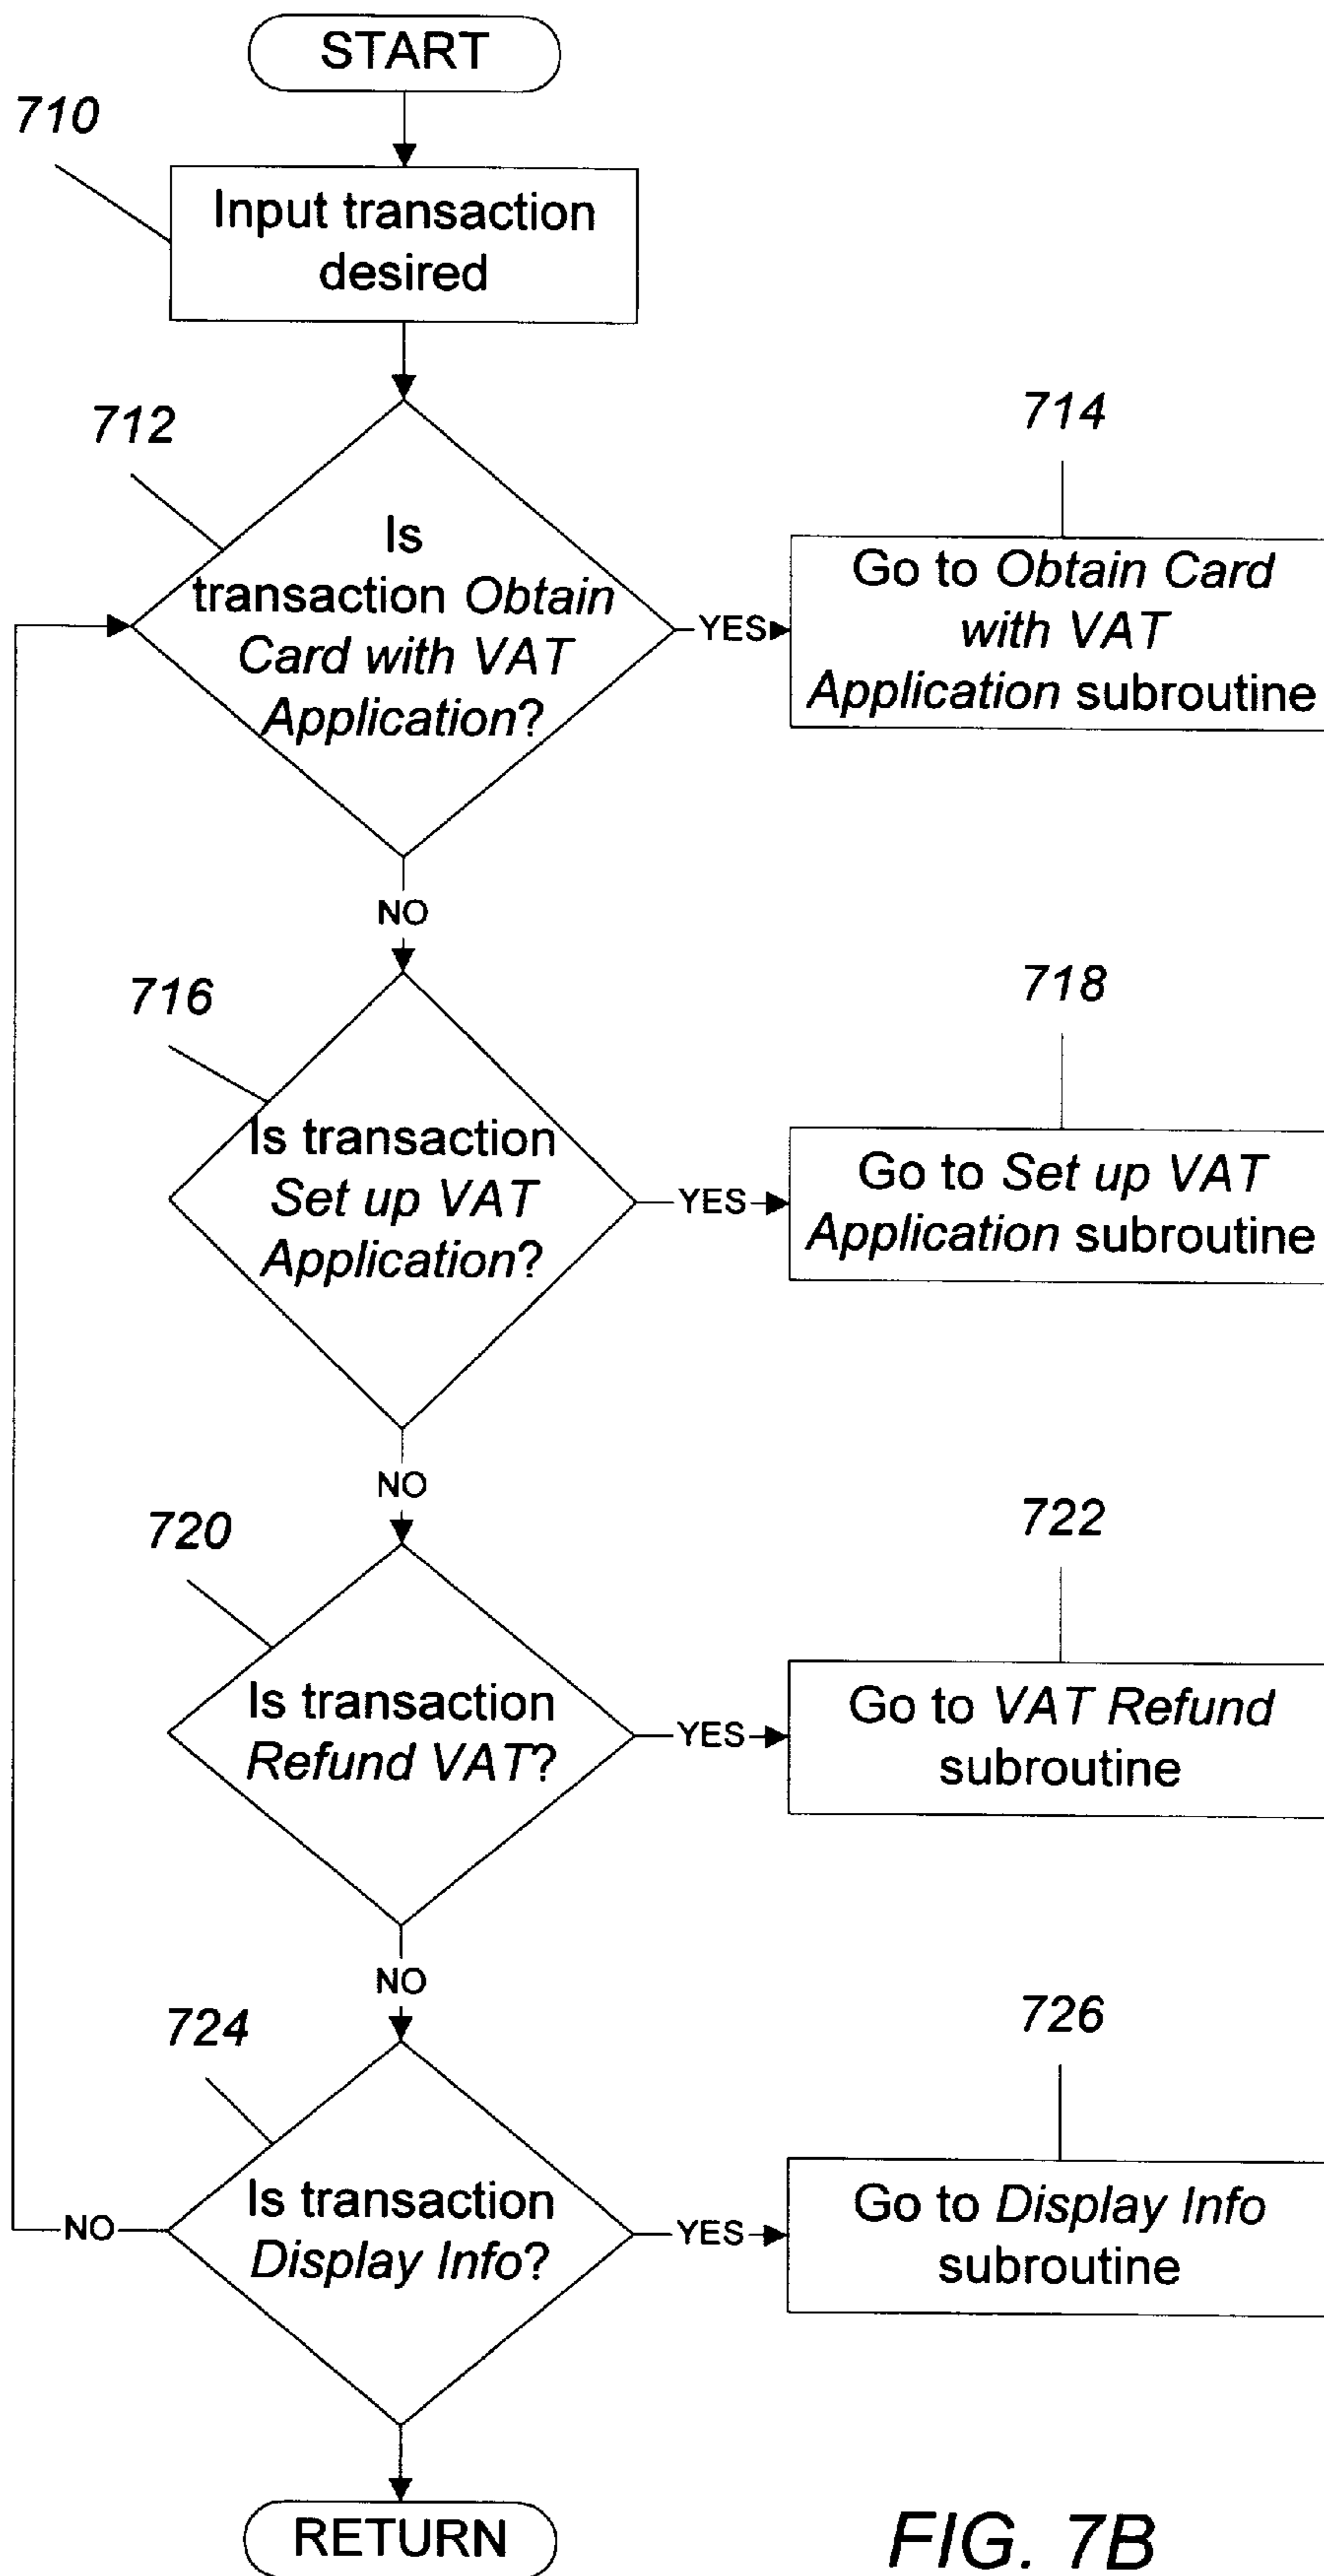 START
710
Input transaction
desired
712
Is
transaction Obtain
Card with VAT
Application?
YES
714
Go to Obtain Card
with VAT
Application subroutine
NO
716
Is transaction
Set up VAT
Application?
YES
718
Go to Set up VAT
Application subroutine
NO
720
Is transaction
Refund VAT?
YES
722
Go to VAT Refund
subroutine
NO
724
Is transaction
Display Info?
NO
YES
726
Go to Display Info
subroutine
RETURN
FIG. 7B